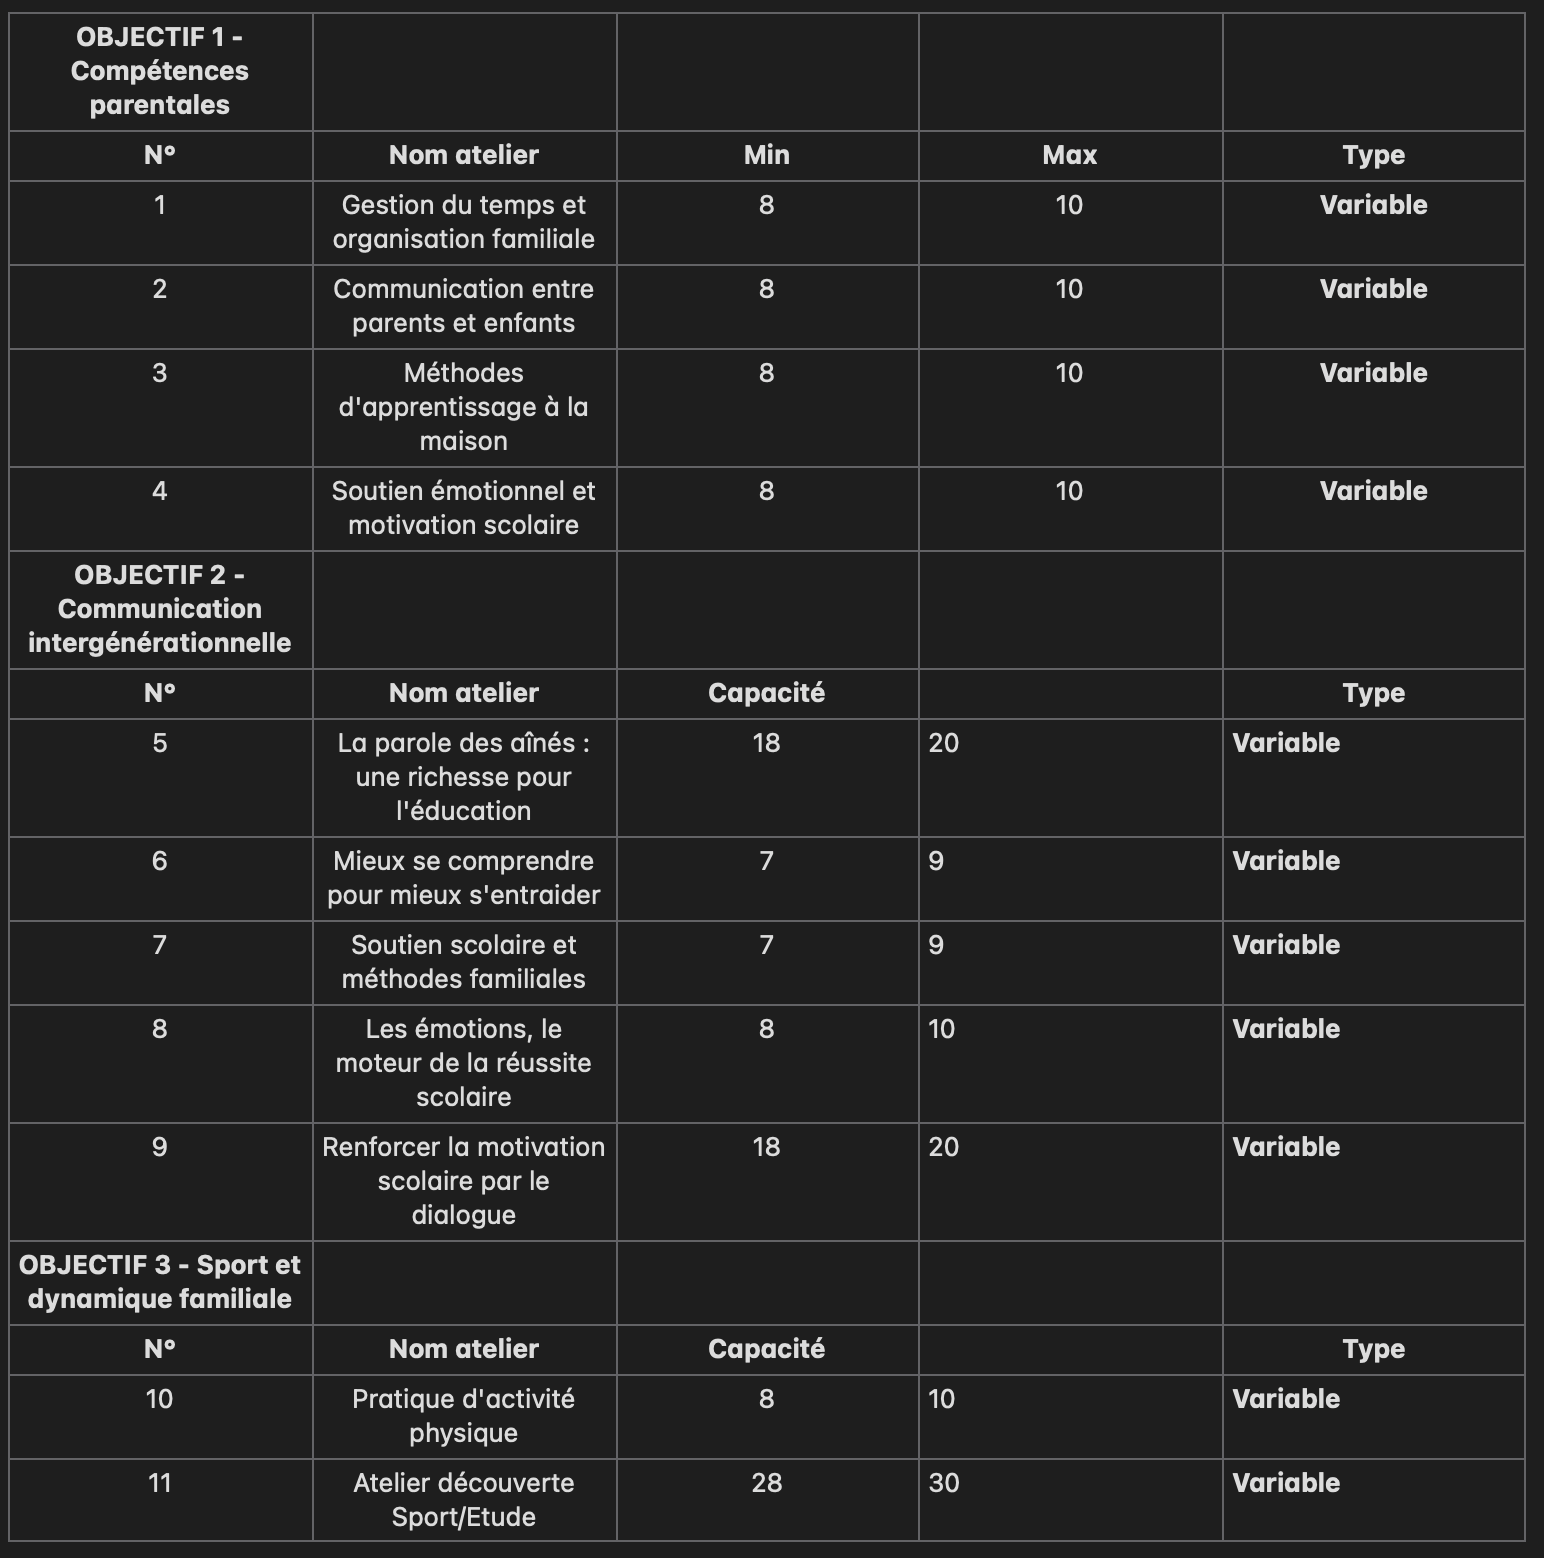 OBJECTIF 1 -
Compétences
parentales
N° Nom atelier Min Max Type
1 Gestion du temps et 8 10 Variable
organisation familiale
2 Communication entre 8 10 Variable
parents et enfants
3 Méthodes 8 10 Variable
d'apprentissage à la
maison
4 Soutien émotionnel et 8 10 Variable
motivation scolaire
OBJECTIF 2 -
Communication
intergénérationnelle
N° Nom atelier Capacité Type
5 La parole des aînés : 18 20 Variable
une richesse pour
l'éducation
6 Mieux se comprendre 7 9 Variable
pour mieux s'entraider
7 Soutien scolaire et 7 9 Variable
méthodes familiales
8 Les émotions, le 8 10 Variable
moteur de la réussite
scolaire
9 Renforcer la motivation 18 20 Variable
scolaire par le
dialogue
OBJECTIF 3 - Sport et
dynamique familiale
N° Nom atelier Capacité Type
10 Pratique d'activité 8 10 Variable
physique
11 Atelier découverte 28 30 Variable
Sport/Etude